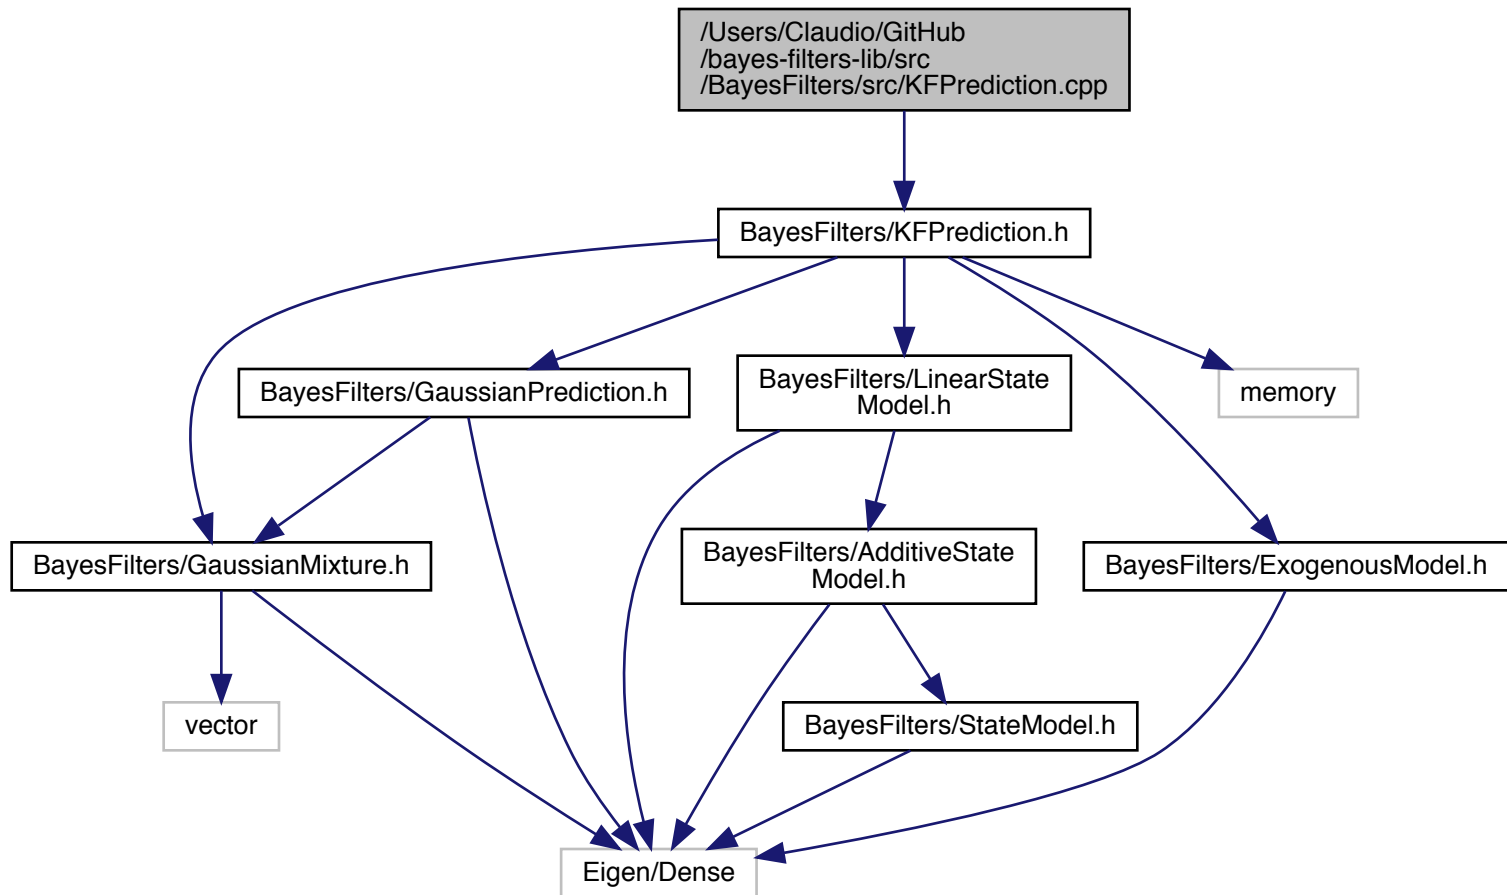 /Users/Claudio/GitHub
/bayes-filters-lib/src
/BayesFilters/src/KFPrediction.cpp
BayesFilters/KFPrediction.h
BayesFilters/GaussianPrediction.h
BayesFilters/LinearState
Model.h
memory
BayesFilters/GaussianMixture.h
BayesFilters/AdditiveState
Model.h
BayesFilters/ExogenousModel.h
vector
BayesFilters/StateModel.h
Eigen/Dense